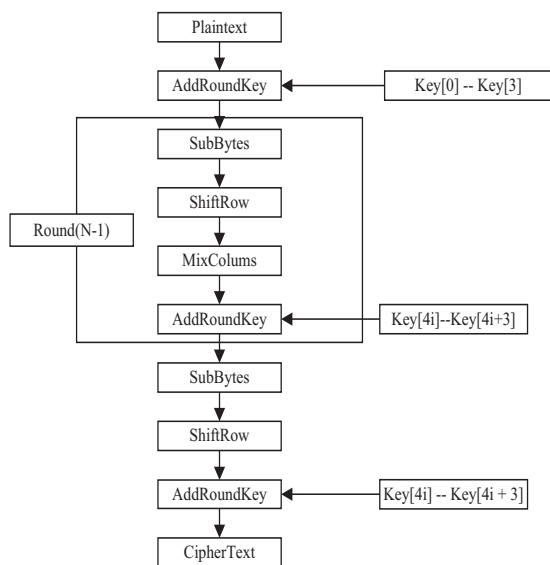 Plaintext
AddRoundKey
Key[0] -- Key[3]
SubBytes
ShiftRow
Round(N-1)
MixColums
AddRoundKey
Key[4i]--Key[4i+3]
SubBytes
ShiftRow
AddRoundKey
Key[4i] -- Key[4i + 3]
CipherText